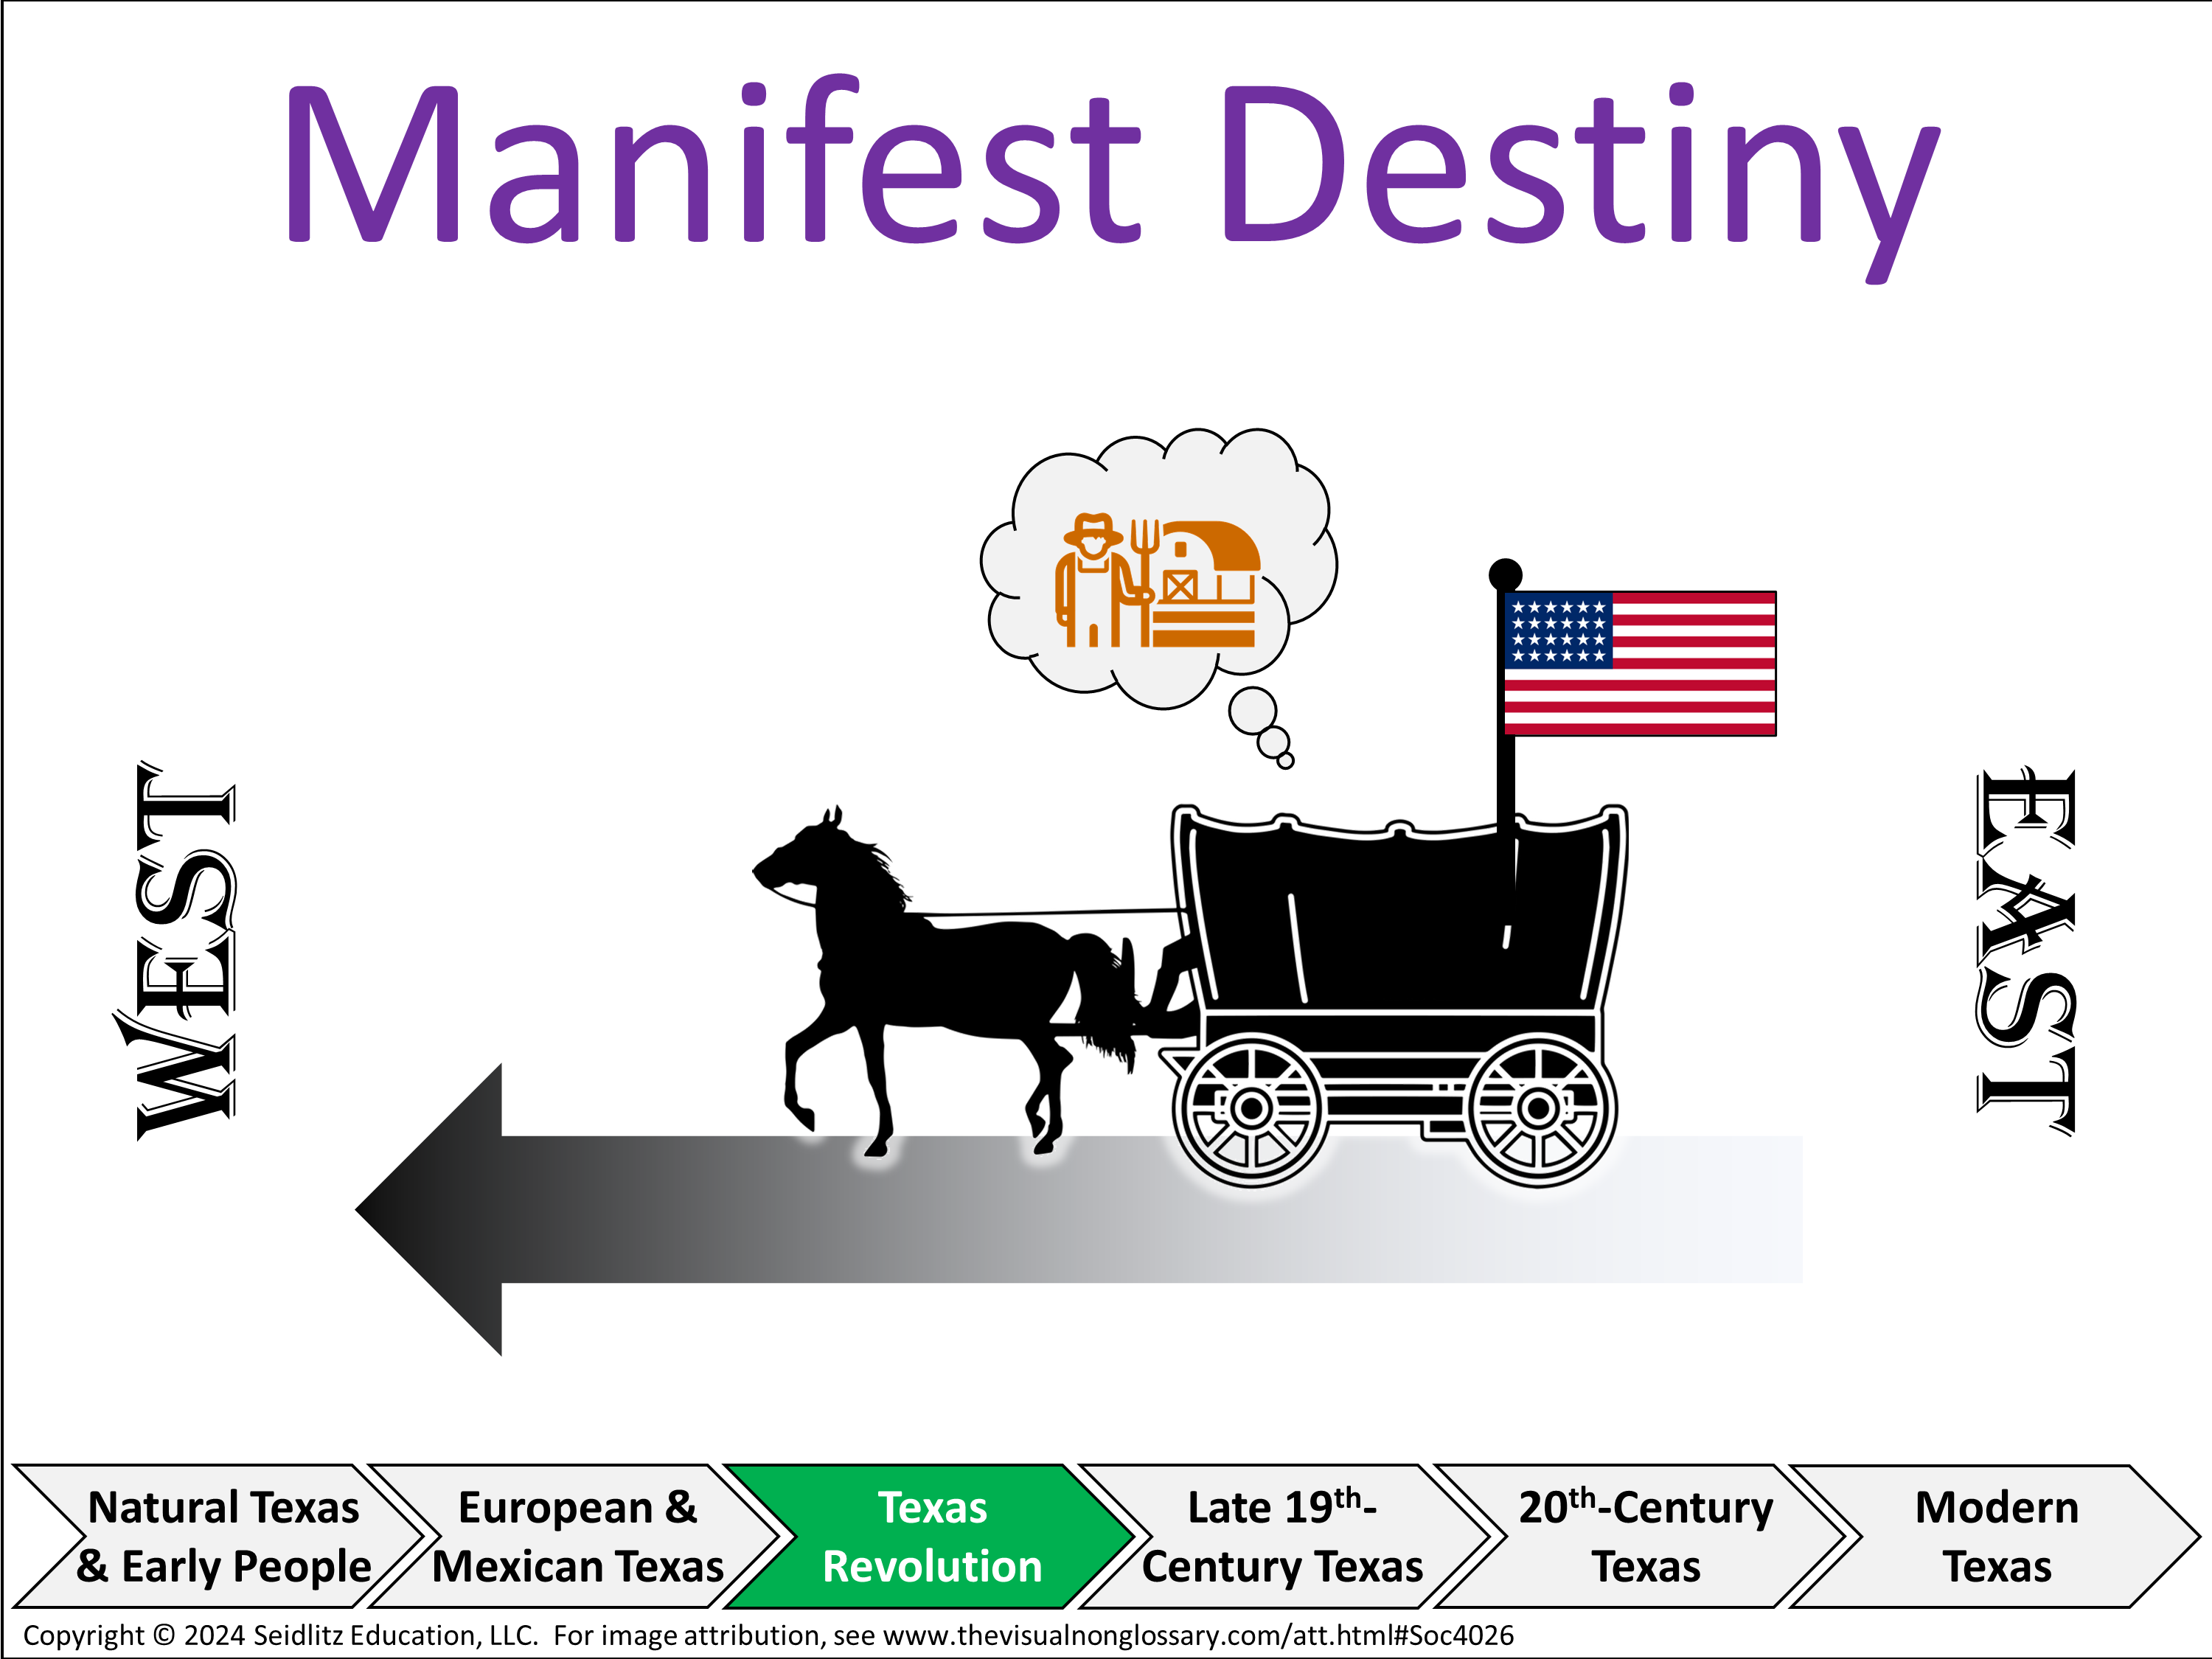 Manifest Destiny
WEST
EAST
Natural Texas
& Early People
European &
Mexican Texas
Texas
Revolution
Late 19th-
Century Texas
20th-Century
Texas
Modern
Texas
Copyright © 2024 Seidlitz Education, LLC.  For image attribution, see www.thevisualnonglossary.com/att.html#Soc4026